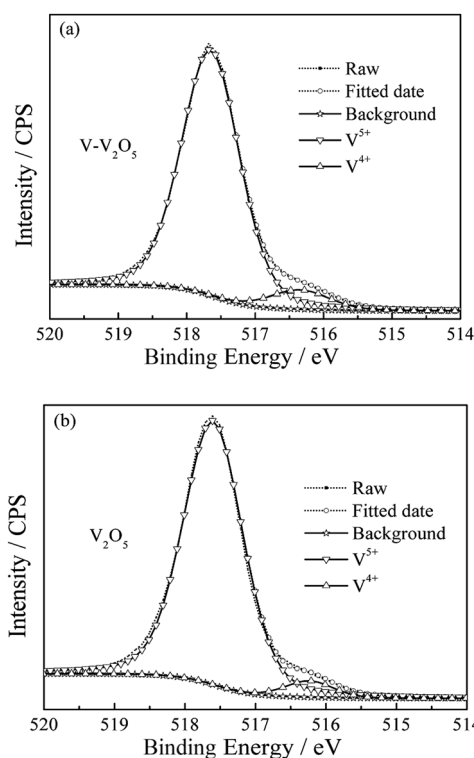 (a)
Raw
Fitted date
Background
V⁵⁺
V⁴⁺
V-V₂O₅
Intensity / CPS
520 519 518 517 516 515 514
Binding Energy / eV
(b)
Raw
Fitted date
Background
V⁵⁺
V⁴⁺
V₂O₅
Intensity / CPS
520 519 518 517 516 515 514
Binding Energy / eV